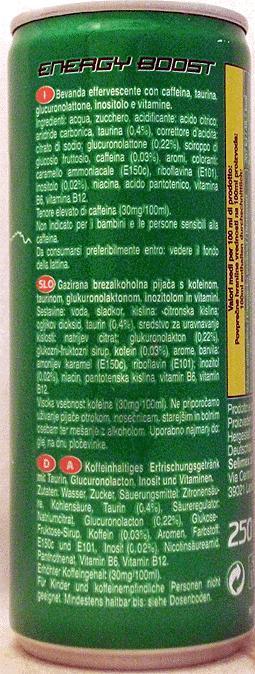 ENERGY BOOST
I Bevanda effervescente con caffeina, taurina,
glucuronolattone, inositolo e vitamine.
Ingredienti: acqua, zucchero, acidificante: acido citrico;
anidride carbonica, taurina (0,4%), correttore d'acidità:
citrato di sodio; glucuronolattone (0,22%), sciroppo di
glucosio fruttosio, caffeina (0,03%), aromi, coloranti:
caramello ammoniacale (E150c), riboflavina (E101),
inositolo (0,02%), niacina, acido pantotenico, vitamina
B6, vitamina B12.
Tenore elevato di caffeina (30mg/100ml).
Non indicato per i bambini e le persone sensibili alla
caffeina.
Da consumarsi preferibilmente entro: vedere il fondo
della lattina.
SLO Gazirana brezalkoholna pijača s kofeinom,
taurinom, glukuronolaktonom, inozitolom in vitamini.
Sestavine: voda, sladkor, kislina: citronska kislina
ogljikov dioksid, taurin (0,4%), sredstvo za uravnavanje
kislosti: natrijev citrat; glukuronolakton (0,22%),
glukozni-fruktozni sirup, kofein (0,03%), arome, barvila:
amonijev karamel (E150c), riboflavin (E101); inozitol
(0,02%), niacin, pantotenska kislina, vitamin B6, vitamin
B12.
Visoka vsebnost kofeina (30mg/100ml). Ne priporočamo
uživanje pijače otrokom, nosečnicam, starejšim in bolnim
osebam ter mešanje z alkoholom. Uporabno najmanj do:
glej na dnu pločevinke.
D A Koffeinhaltiges Erfrischungsgetränk
mit Taurin, Glucuronolacton, Inosit und Vitaminen.
Zutaten: Wasser, Zucker, Säuerungsmittel: Zitronensäu-
re, Kohlensäure, Taurin (0,4%), Säureregulator:
Natriumcitrat, Glucuronolacton (0,22%), Glukose-
Fruktose-Sirup, Koffein (0,03%), Aromen, Farbstoff:
E150c und E101, Inosit (0,02%), Nicotinsäureamid,
Pantothenat, Vitamin B6, Vitamin B12.
Erhöhter Koffeingehalt (30mg/100ml).
Für Kinder und koffeinempfindliche Personen nicht
geeignet. Mindestens haltbar bis: siehe Dosenboden.
Valori medi per 100 ml di prodotto:
250